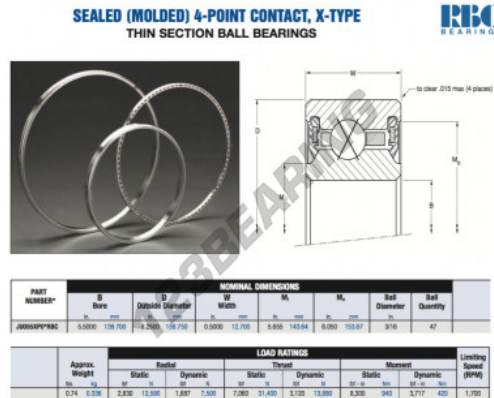 SEALED (MOLDED) 4-POINT CONTACT, X-TYPE
THIN SECTION BALL BEARINGS
RBC
BEARING
W
to clear .015 max (4 places)
D
M
B
123BEARING
PART NUMBER*
NOMINAL DIMENSIONS
B Bore
D Outside Diameter
W Width
Ball Diameter
Ball Quantity
in. mm in. mm in. mm in. mm in. mm in.
5.5000 139.700 6.2500 158.750 0.5000 12.700 5.655 143.64 6.050 153.67 3/16 47
Approx. Weight
LOAD RATINGS
Limiting Speed (RPM)
Radial Thrust Moment
Static Dynamic Static Dynamic Static Dynamic
lbs. kg lbf N lbf N lbf N lbf N lbf - in Nm lbf - in Nm
0.74 0.336 2,830 12,590 1,687 7,500 7,060 31,400 3,120 13,880 8,300 940 3,717 420 1,700